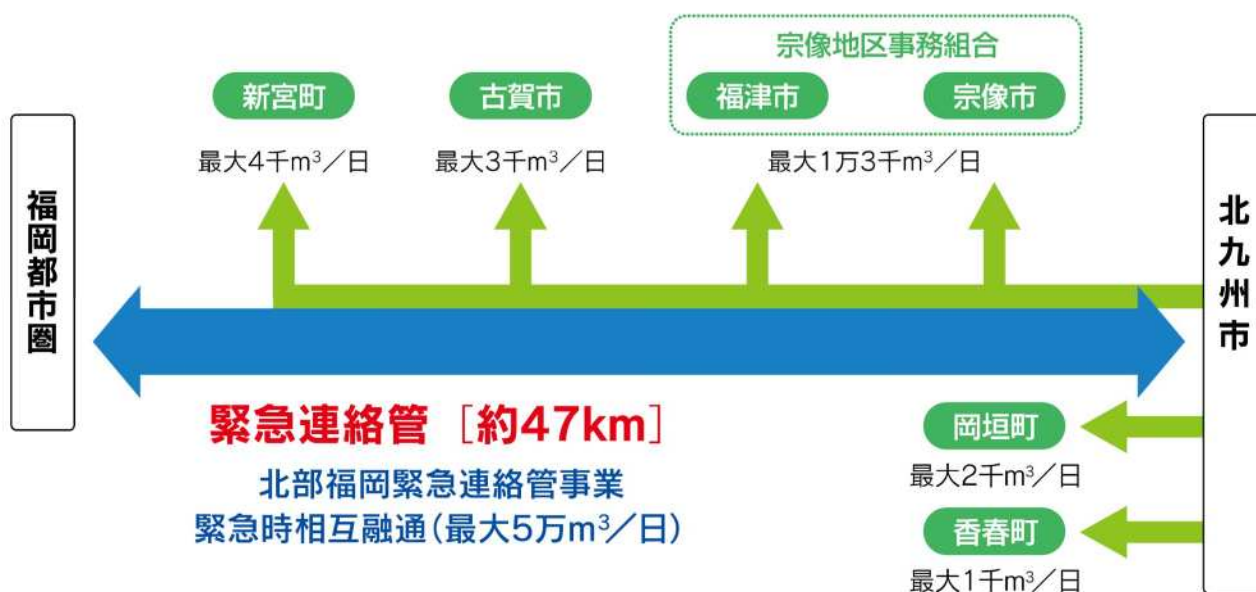 宗像地区事務組合
新宮町
古賀市
福津市
宗像市
最大4千m³／日
最大3千m³／日
最大1万3千m³／日
福岡都市圏
北九州市
緊急連絡管［約47km］
北部福岡緊急連絡管事業
緊急時相互融通（最大5万m³／日）
岡垣町
最大2千m³／日
香春町
最大1千m³／日